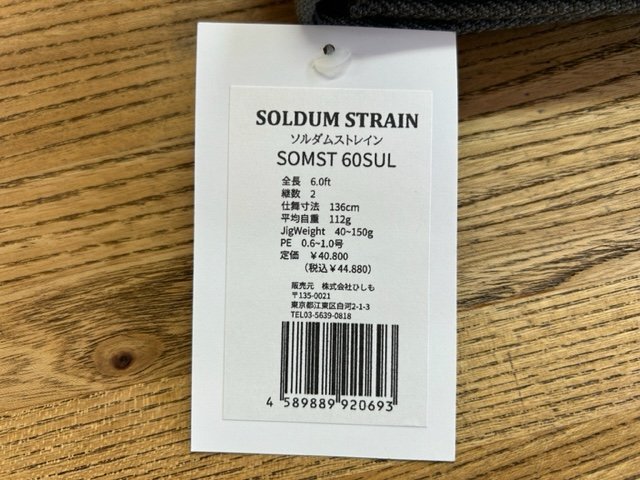 SOLDUM STRAIN
ソルダムストレイン
SOMST 60SUL
全長 6.0ft
継数 2
仕舞寸法 136cm
平均自重 112g
JigWeight 40~150g
PE 0.6~1.0号
定価 ￥40.800
（税込￥44.880）
販売元 株式会社ひしも
〒135-0021
東京都江東区白河2-1-3
TEL03-5639-0818
4 589889 920693